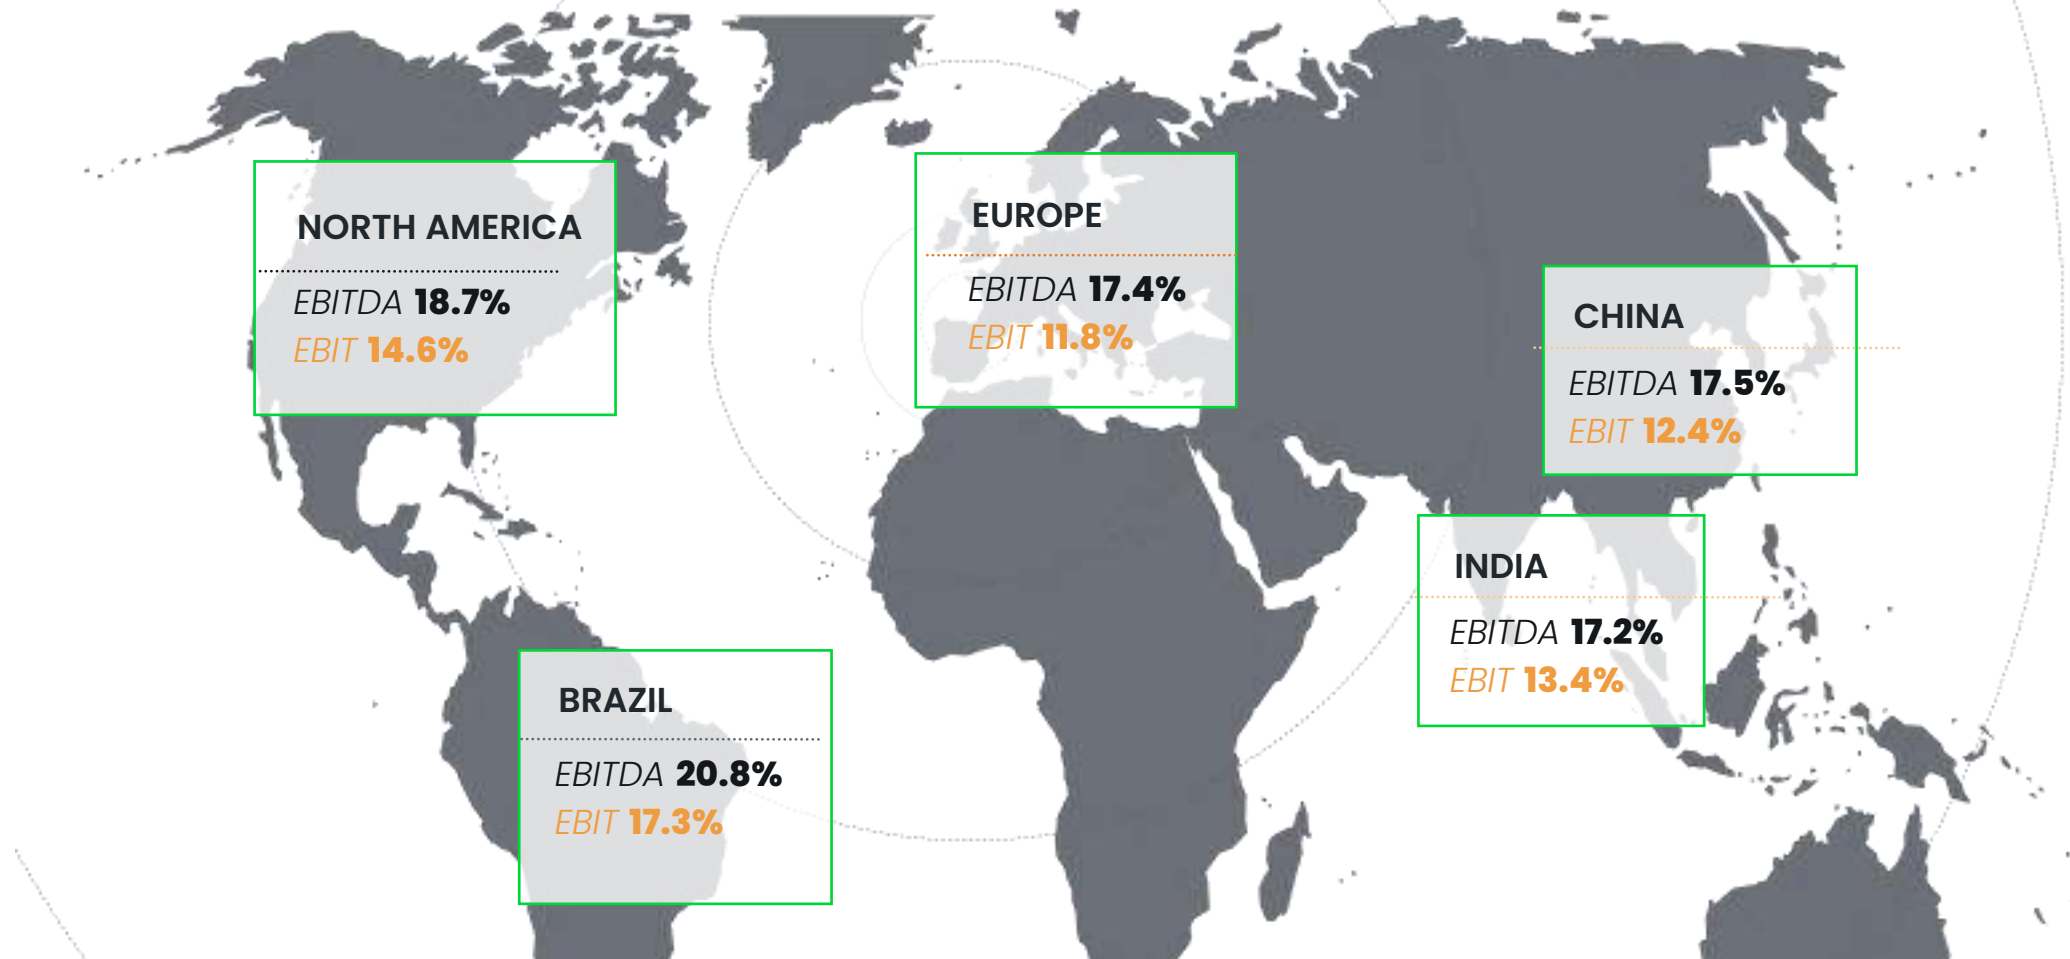 NORTH AMERICA
EBITDA 18.7%
EBIT 14.6%
EUROPE
EBITDA 17.4%
EBIT 11.8%
CHINA
EBITDA 17.5%
EBIT 12.4%
INDIA
EBITDA 17.2%
EBIT 13.4%
BRAZIL
EBITDA 20.8%
EBIT 17.3%